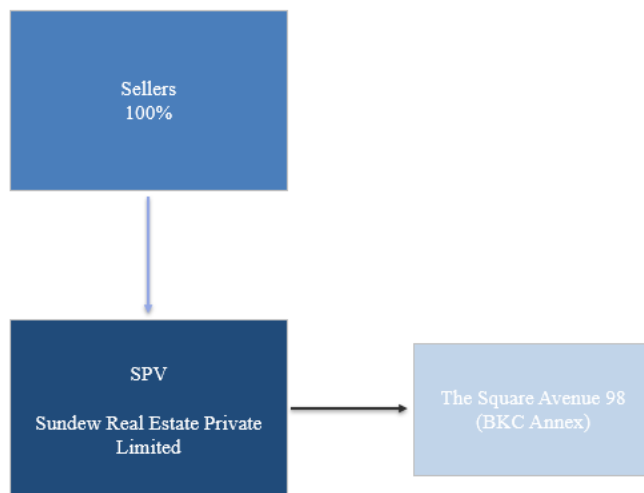 Sellers
100%
SPV
Sundew Real Estate Private
Limited
The Square Avenue 98
(BKC Annex)